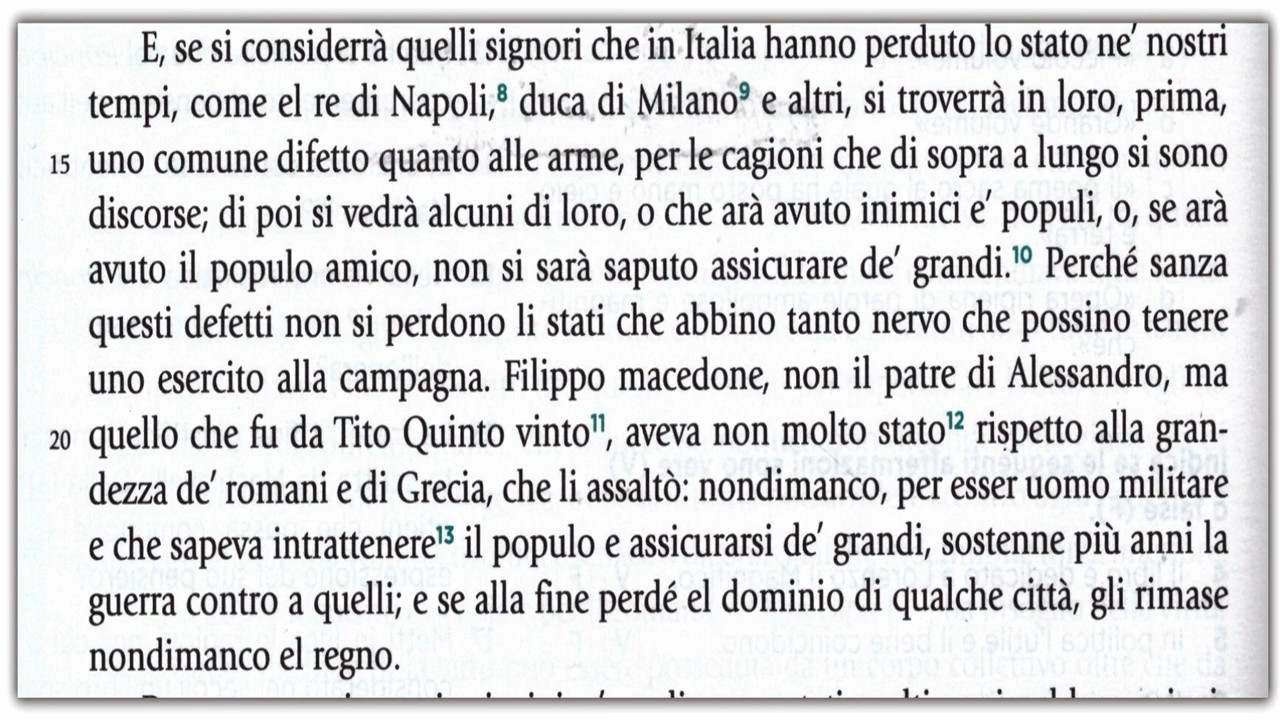 E, se si considerrà quelli signori che in Italia hanno perduto lo stato ne’ nostri
tempi, come el re di Napoli,⁸ duca di Milano⁹ e altri, si troverrà in loro, prima,
15 uno comune difetto quanto alle arme, per le cagioni che di sopra a lungo si sono
discorse; di poi si vedrà alcuni di loro, o che arà avuto inimici e’ populi, o, se arà
avuto il populo amico, non si sarà saputo assicurare de’ grandi.¹⁰ Perché sanza
questi defetti non si perdono li stati che abbino tanto nervo che possino tenere
uno esercito alla campagna. Filippo macedone, non il patre di Alessandro, ma
20 quello che fu da Tito Quinto vinto¹¹, aveva non molto stato¹² rispetto alla gran-
dezza de’ romani e di Grecia, che li assaltò: nondimanco, per esser uomo militare
e che sapeva intrattenere¹³ il populo e assicurarsi de’ grandi, sostenne più anni la
guerra contro a quelli; e se alla fine perdé el dominio di qualche città, gli rimase
nondimanco el regno.